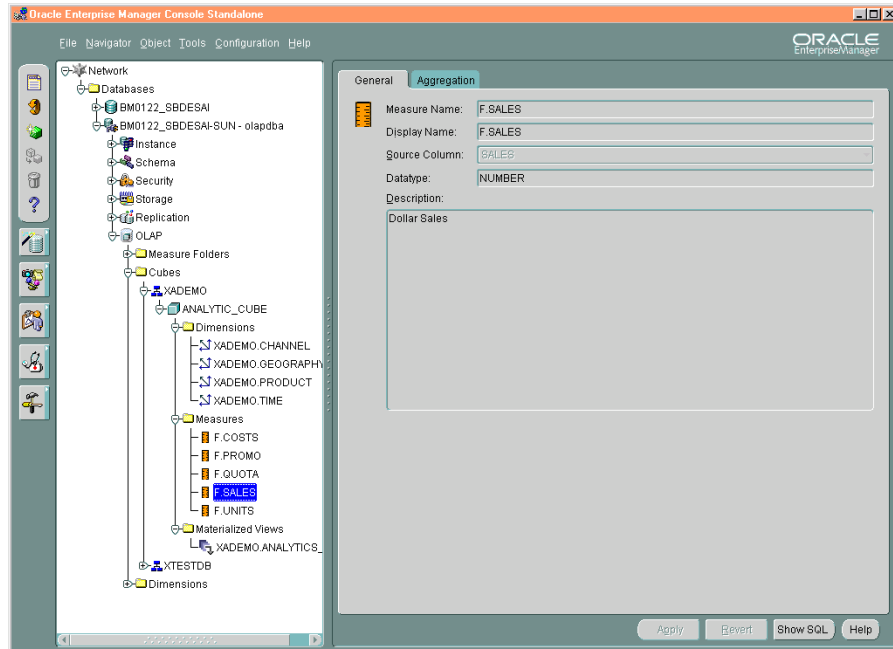 Oracle Enterprise Manager Console Standalone
File Navigator Object Tools Configuration Help
ORACLE
EnterpriseManager
Network
Databases
BM0122_SBDESAI
BM0122_SBDESAI-SUN - olapdba
Instance
Schema
Security
Storage
Replication
OLAP
Measure Folders
Cubes
XADEMO
ANALYTIC_CUBE
Dimensions
XADEMO.CHANNEL
XADEMO.GEOGRAPHY
XADEMO.PRODUCT
XADEMO.TIME
Measures
F.COSTS
F.PROMO
F.QUOTA
F.SALES
F.UNITS
Materialized Views
XADEMO.ANALYTICS_
XTESTDB
Dimensions
General Aggregation
Measure Name: F.SALES
Display Name: F.SALES
Source Column: SALES
Datatype: NUMBER
Description:
Dollar Sales
Apply Revert Show SQL Help